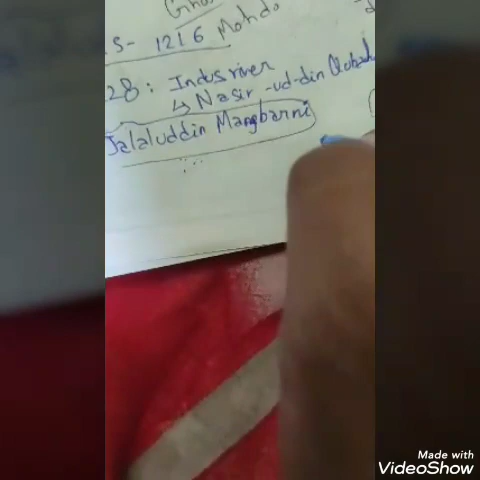 S- 1216 Mohd
28: Indus river
↳ Nasir-ud-din
Jalaluddin Mangbarni
Made with
VideoShow